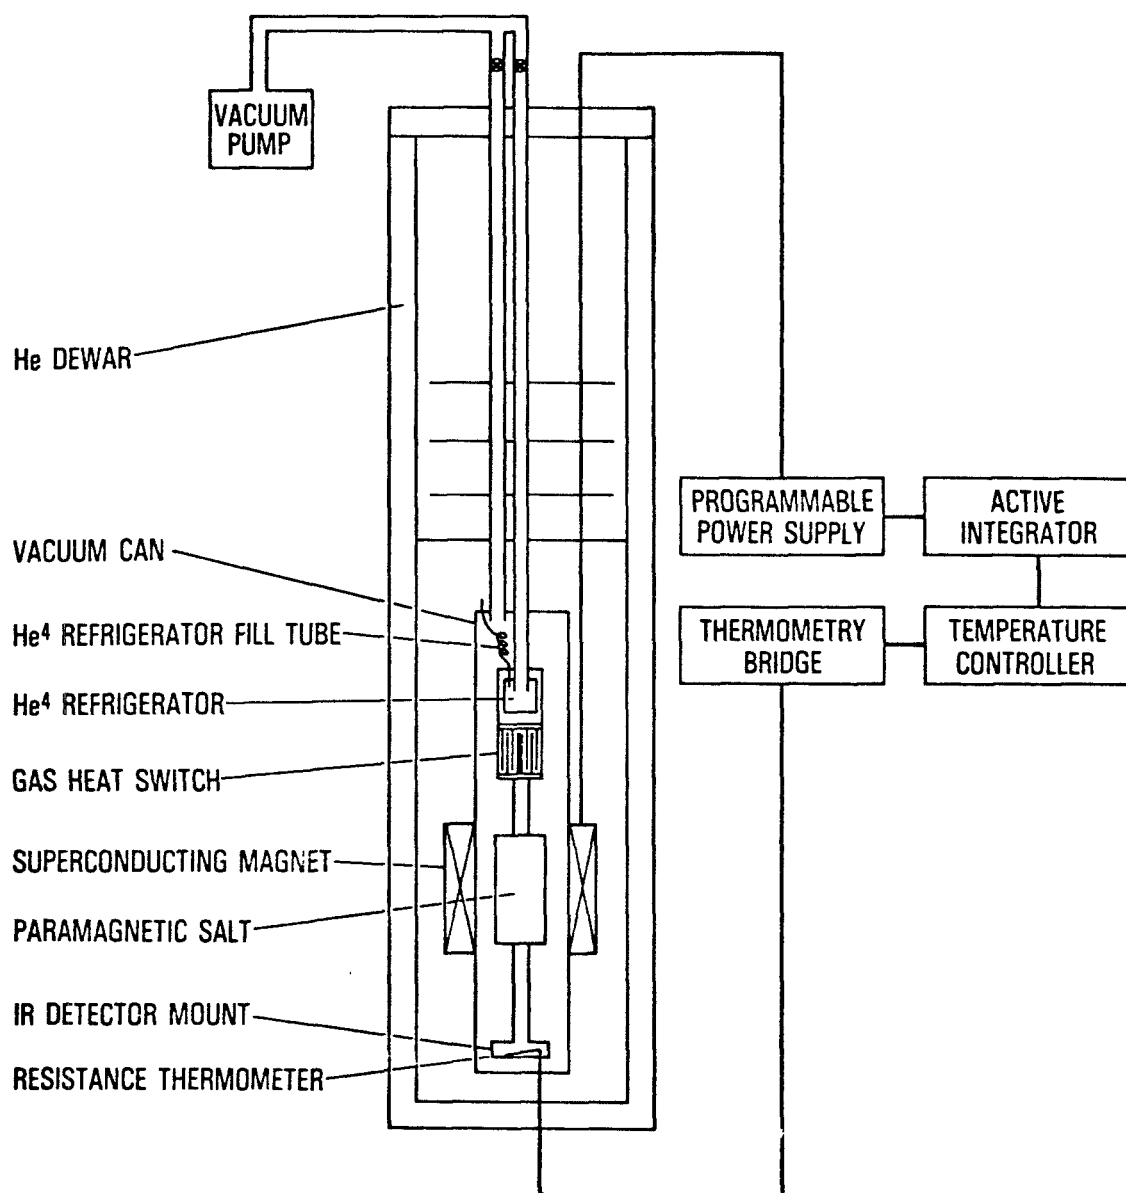 VACUUM
PUMP
He DEWAR
VACUUM CAN
He⁴ REFRIGERATOR FILL TUBE
He⁴ REFRIGERATOR
GAS HEAT SWITCH
SUPERCONDUCTING MAGNET
PARAMAGNETIC SALT
IR DETECTOR MOUNT
RESISTANCE THERMOMETER
PROGRAMMABLE
POWER SUPPLY
ACTIVE
INTEGRATOR
THERMOMETRY
BRIDGE
TEMPERATURE
CONTROLLER